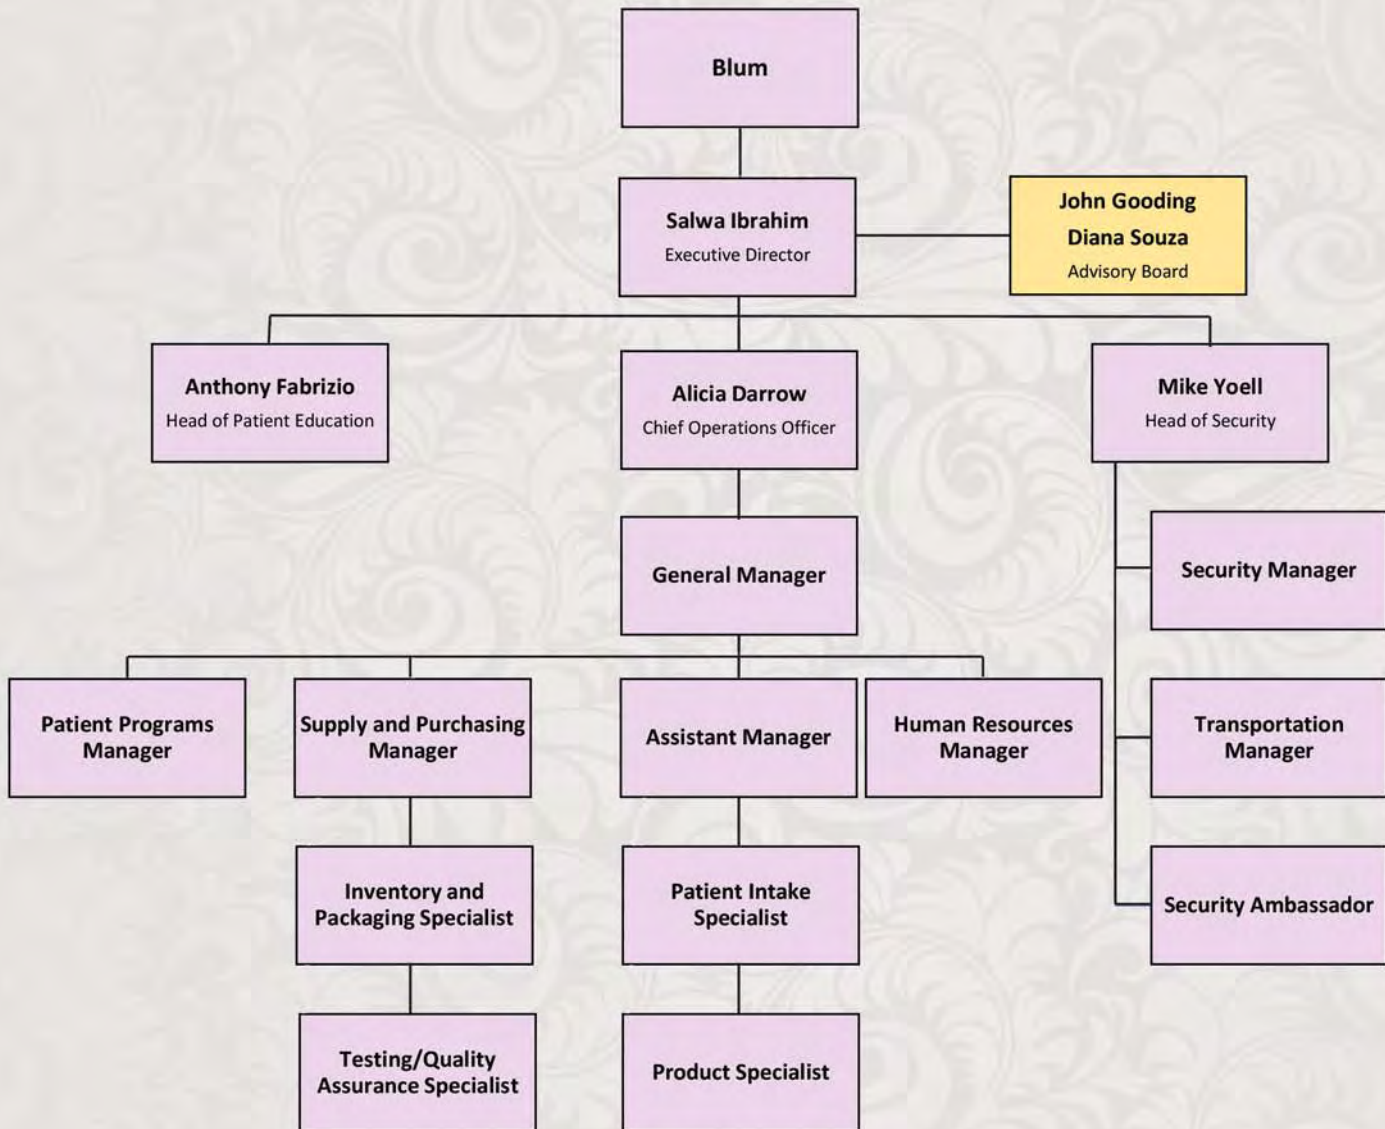 Blum
Salwa Ibrahim
Executive Director
John Gooding
Diana Souza
Advisory Board
Anthony Fabrizio
Head of Patient Education
Alicia Darrow
Chief Operations Officer
Mike Yoell
Head of Security
General Manager
Security Manager
Patient Programs
Manager
Supply and Purchasing
Manager
Assistant Manager
Human Resources
Manager
Transportation
Manager
Inventory and
Packaging Specialist
Patient Intake
Specialist
Security Ambassador
Testing/Quality
Assurance Specialist
Product Specialist